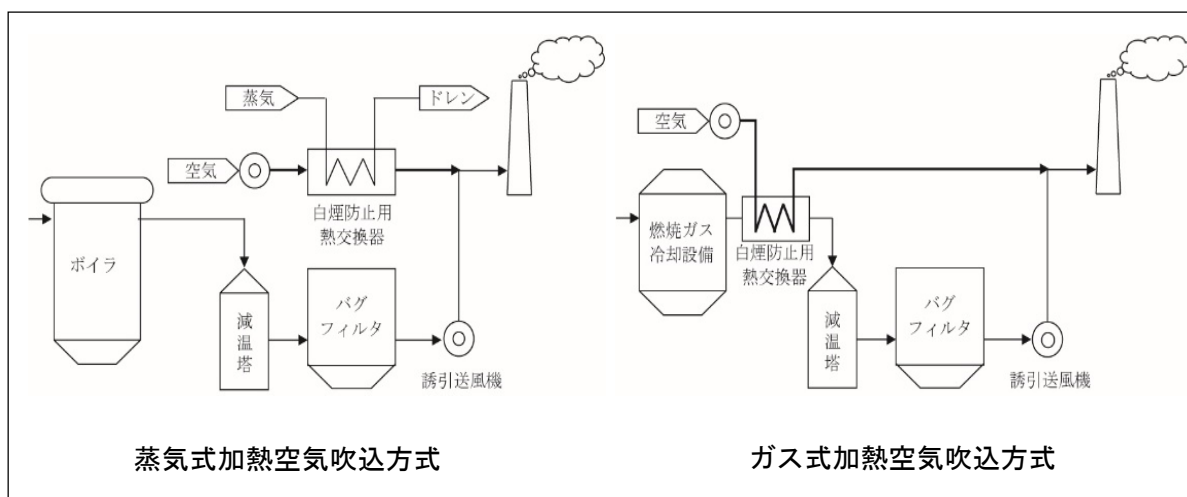 蒸気
ドレン
空気
白煙防止用
熱交換器
ボイラ
減
温
塔
バグ
フィルタ
誘引送風機
蒸気式加熱空気吹込方式
空気
燃焼ガス
冷却設備
白煙防止用
熱交換器
減
温
塔
バグ
フィルタ
誘引送風機
ガス式加熱空気吹込方式